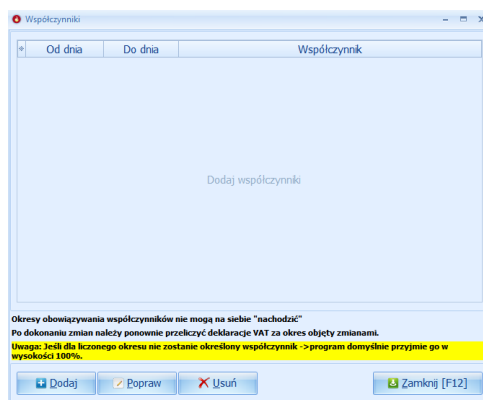 Współczynniki
Od dnia Do dnia Współczynnik
Dodaj współczynniki
Okresy obowiązywania współczynników nie mogą na siebie "nachodzić"
Po dokonaniu zmian należy ponownie przeliczyć deklaracje VAT za okres objęty zmianami.
Uwaga: Jeśli dla liczonego okresu nie zostanie określony współczynnik ->program domyślnie przyjmie go w
wysokości 100%.
Dodaj Popraw Usuń Zamknij [F12]